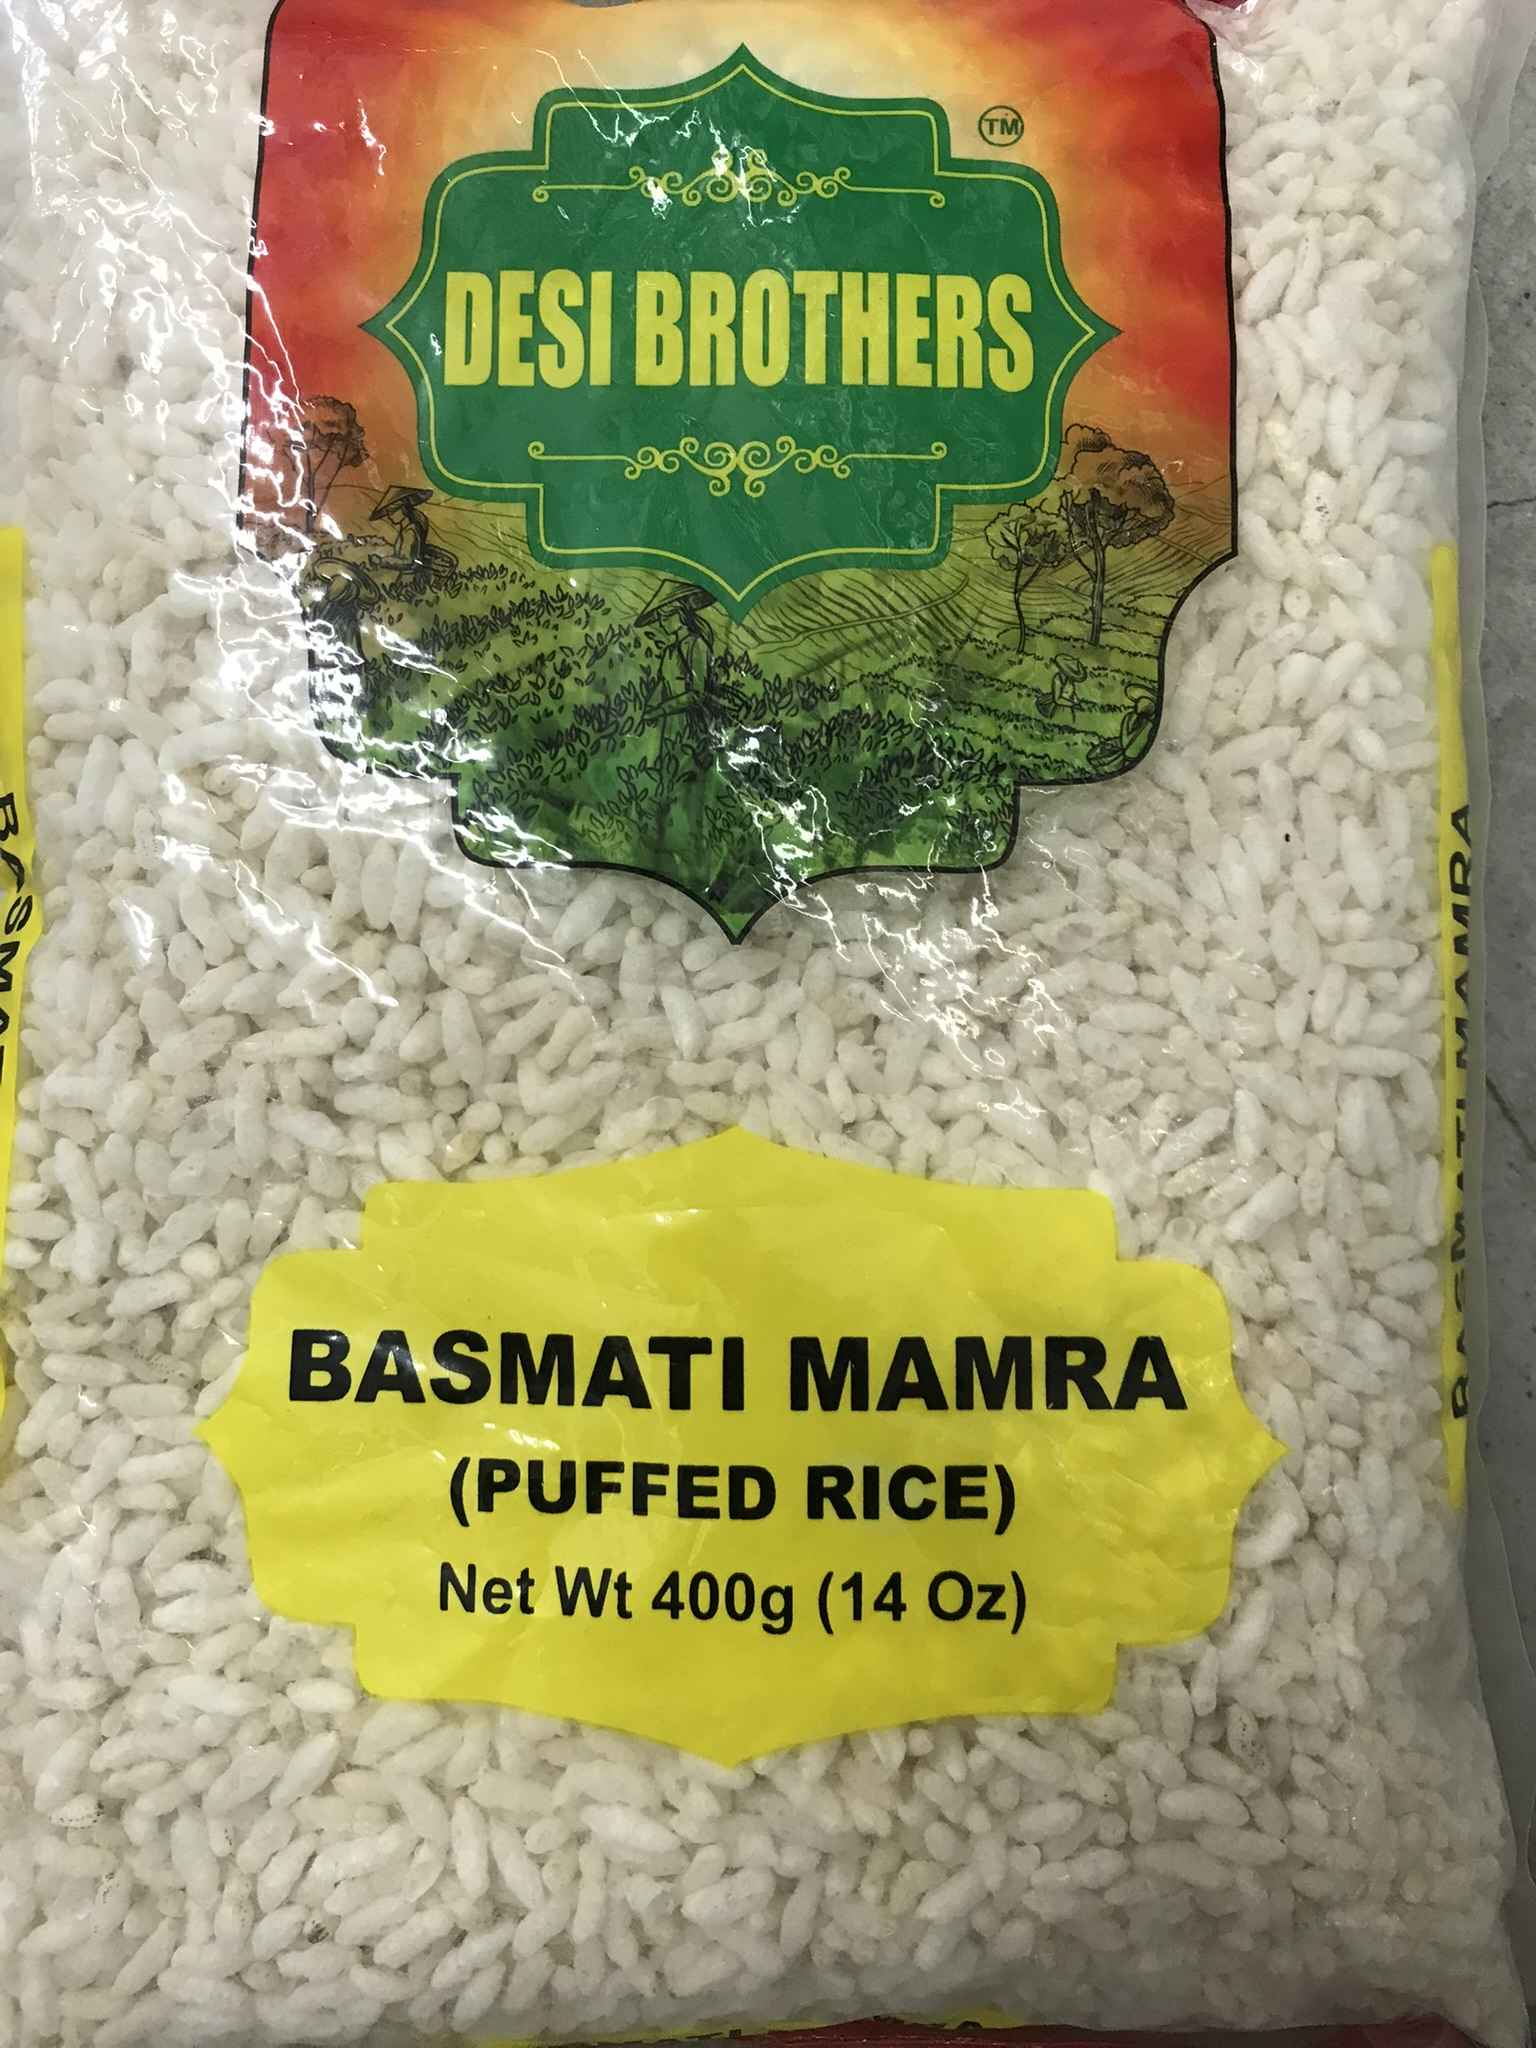 DESI BROTHERS
TM
BASMATI MAMRA
(PUFFED RICE)
Net Wt 400g (14 Oz)
BASMATI MAMRA